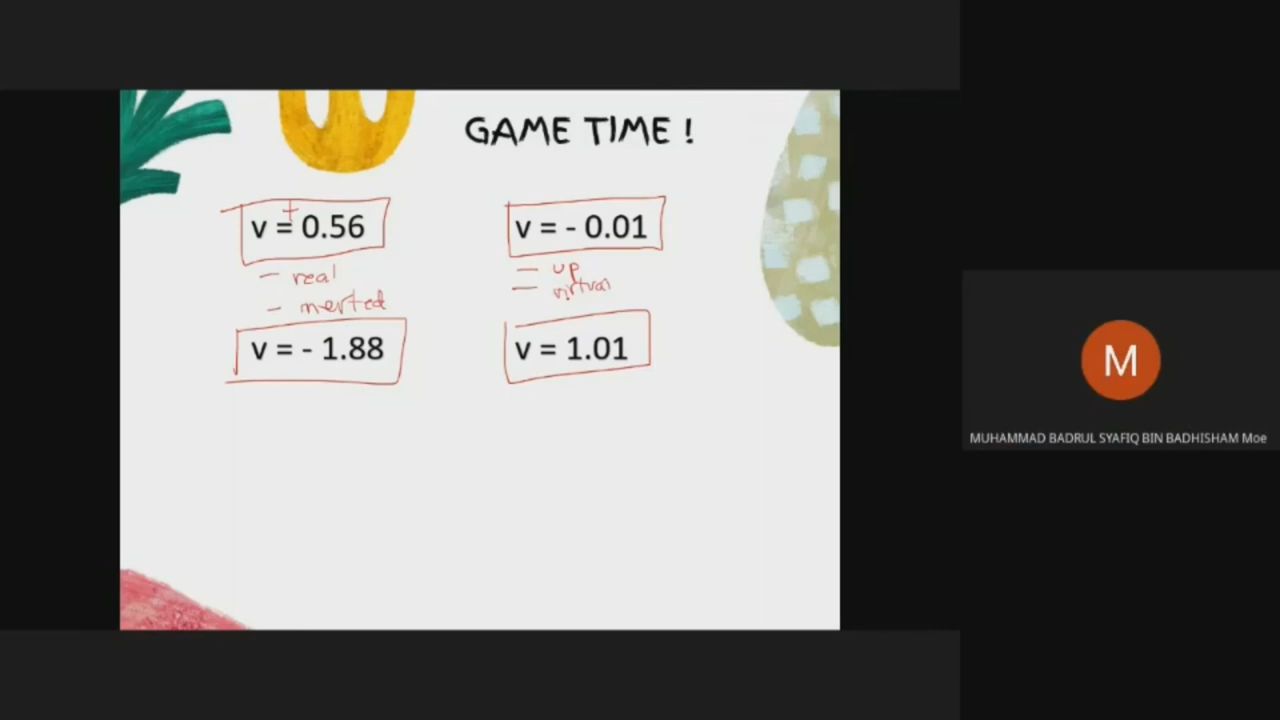 GAME TIME !
v = 0.56
+
v = - 0.01
- real
- inverted
- up
- virtual
v = - 1.88
v = 1.01
M
MUHAMMAD BADRUL SYAFIQ BIN BADHISHAM Moe